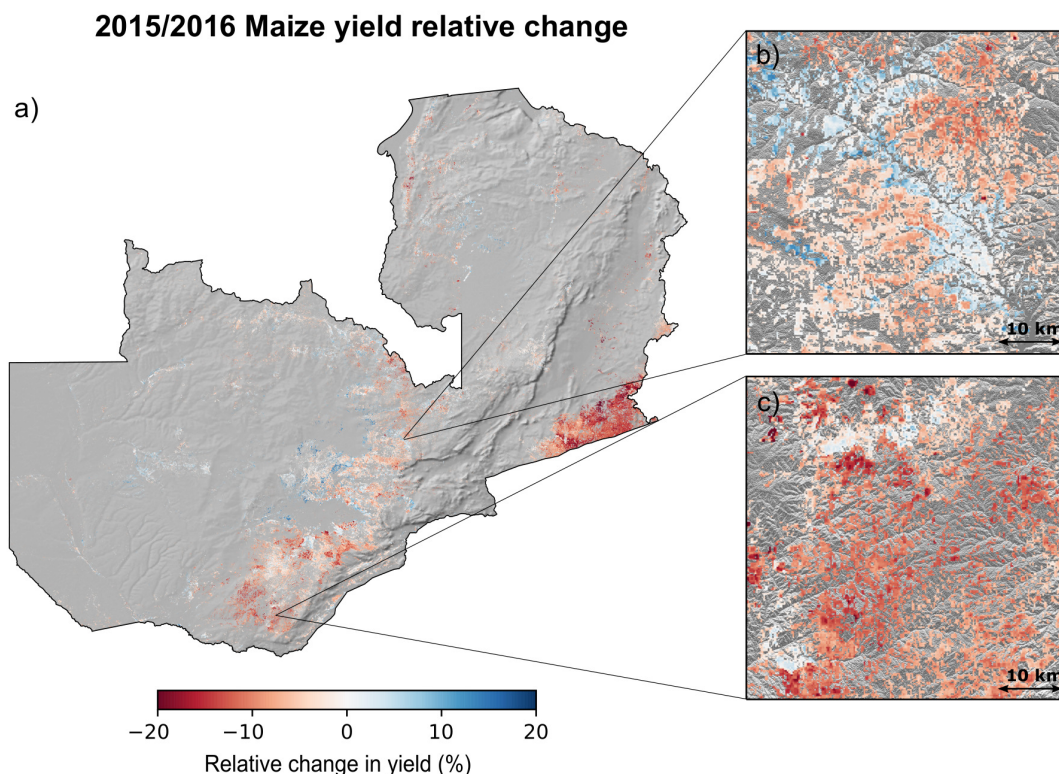 2015/2016 Maize yield relative change
a)
b)
10 km
c)
10 km
−20 −10 0 10 20
Relative change in yield (%)